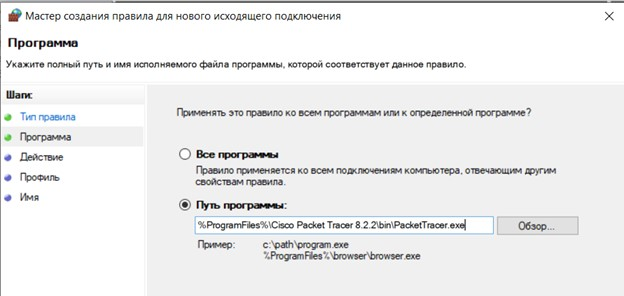 Мастер создания правила для нового исходящего подключения
Программа
Укажите полный путь и имя исполняемого файла программы, которой соответствует данное правило.
Шаги:
Тип правила
Программа
Действие
Профиль
Имя
Применять это правило ко всем программам или к определенной программе?
Все программы
Правило применяется ко всем подключениям компьютера, отвечающим другим
свойствам правила.
Путь программы:
%ProgramFiles%\Cisco Packet Tracer 8.2.2\bin\PacketTracer.exe
Обзор...
Пример:
c:\path\program.exe
%ProgramFiles%\browser\browser.exe